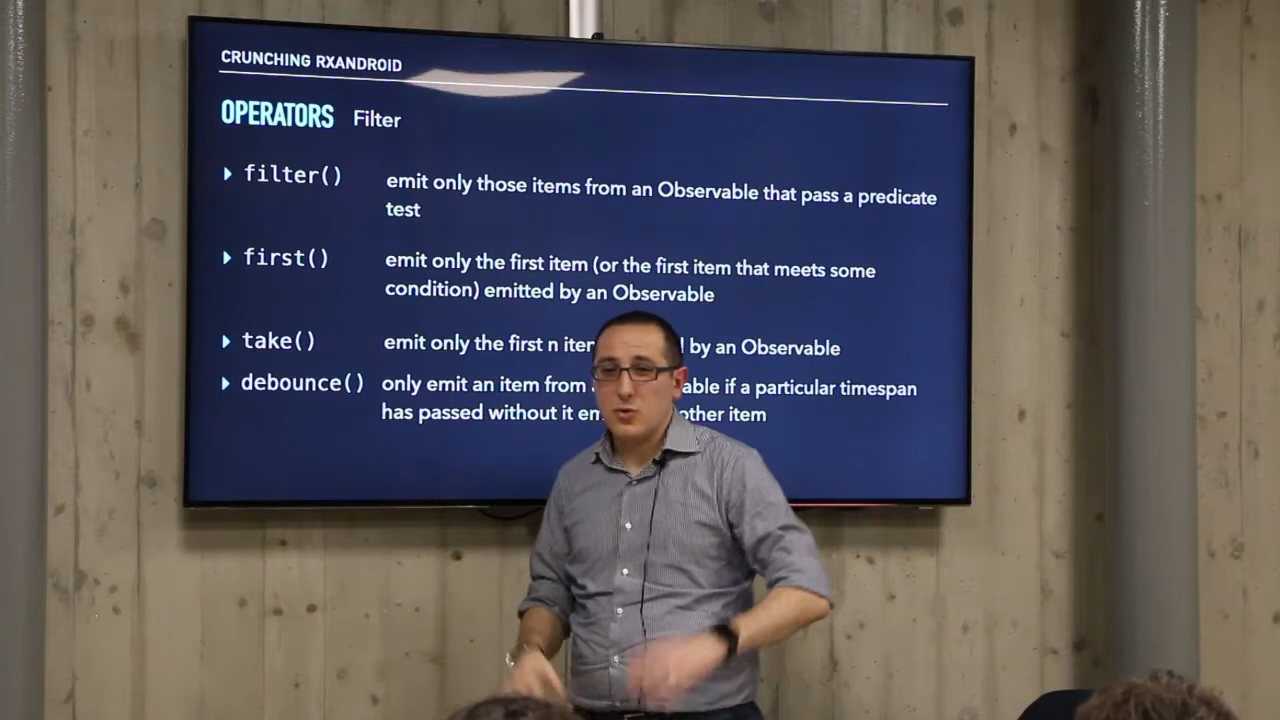 CRUNCHING RXANDROID
OPERATORS Filter
filter() emit only those items from an Observable that pass a predicate
test
first() emit only the first item (or the first item that meets some
condition) emitted by an Observable
take() emit only the first n by an Observable
debounce() only emit an item from if a particular timespan
has passed without it item